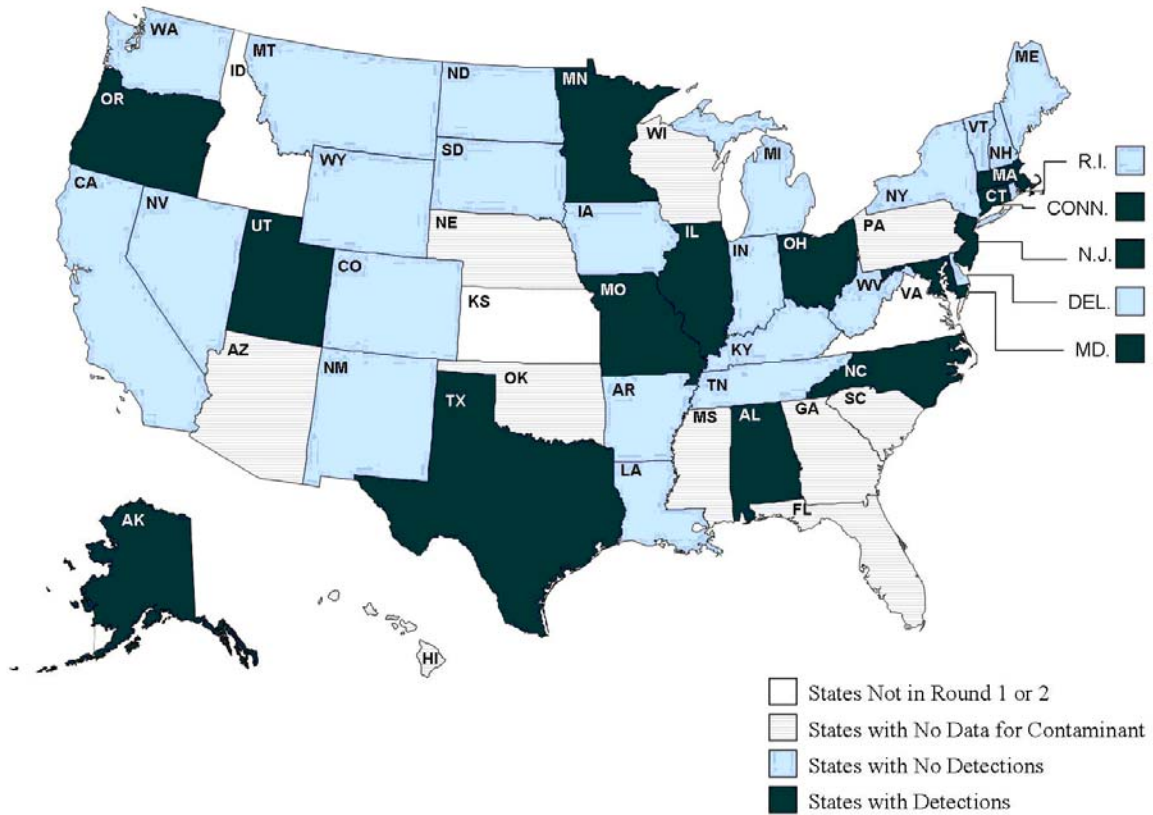 WA
MT
ND
MN
ME
ID
OR
VT
WI
SD
NH
R.I.
MI
WY
MA
CA
NY
CT
NV
IA
CONN.
NE
PA
UT
IL
OH
IN
N.J.
CO
MO
WV
VA
DEL.
KS
AZ
KY
MD.
NM
NC
OK
TN
AR
TX
SC
MS
AL
GA
LA
FL
AK
HI
States Not in Round 1 or 2
States with No Data for Contaminant
States with No Detections
States with Detections